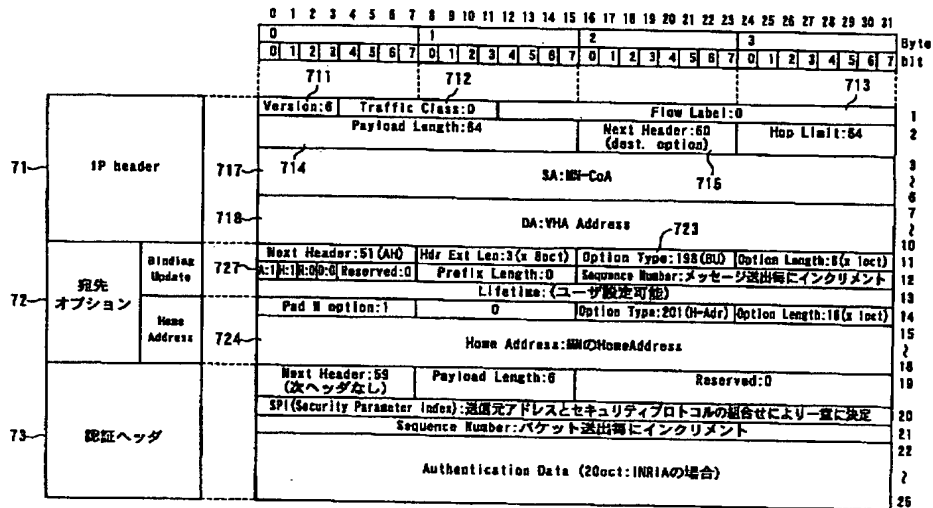 0 1 2 3 4 5 6 7 8 9 10 11 12 13 14 15 16 17 18 19 20 21 22 23 24 25 26 27 28 29 30 31
0 1 2 3 Byte
0 1 2 3 4 5 6 7 0 1 2 3 4 5 6 7 0 1 2 3 4 5 6 7 0 1 2 3 4 5 6 7 bit
711 712 713
Version:6 Traffic Class:0 Flow Label:0 1
Payload Length:64 Next Header:60 Hop Limit:64 2
(dest. option)
71 IP header
714 715
717 SA:MN-CoA 3
~
6
718 DA:VHA Address 7
~
10
723
Next Header:51(AH) Hdr Ext Len:3(x 8oct) Option Type:198(BU) Option Length:8(x 1oct) 11
727 A:1 H:1 R:0 D:0 Reserved:0 Prefix Length:0 Sequence Number:メッセージ送出毎にインクリメント 12
Lifetime:(ユーザ設定可能) 13
Pad N option:1 0 Option Type:201(H-Adr) Option Length:16(x 1oct) 14
72 宛先
オプション
Binding
Update
Home
Address
724 Home Address:MNのHomeAddress 15
~
18
Next Header:59 Payload Length:6 Reserved:0 19
(次ヘッダなし)
SPI(Security Parameter Index):送信元アドレスとセキュリティプロトコルの組合せにより一意に決定 20
Sequence Number:パケット送出毎にインクリメント 21
73 認証ヘッダ
Authentication Data (20oct:INRIAの場合) 22
~
25